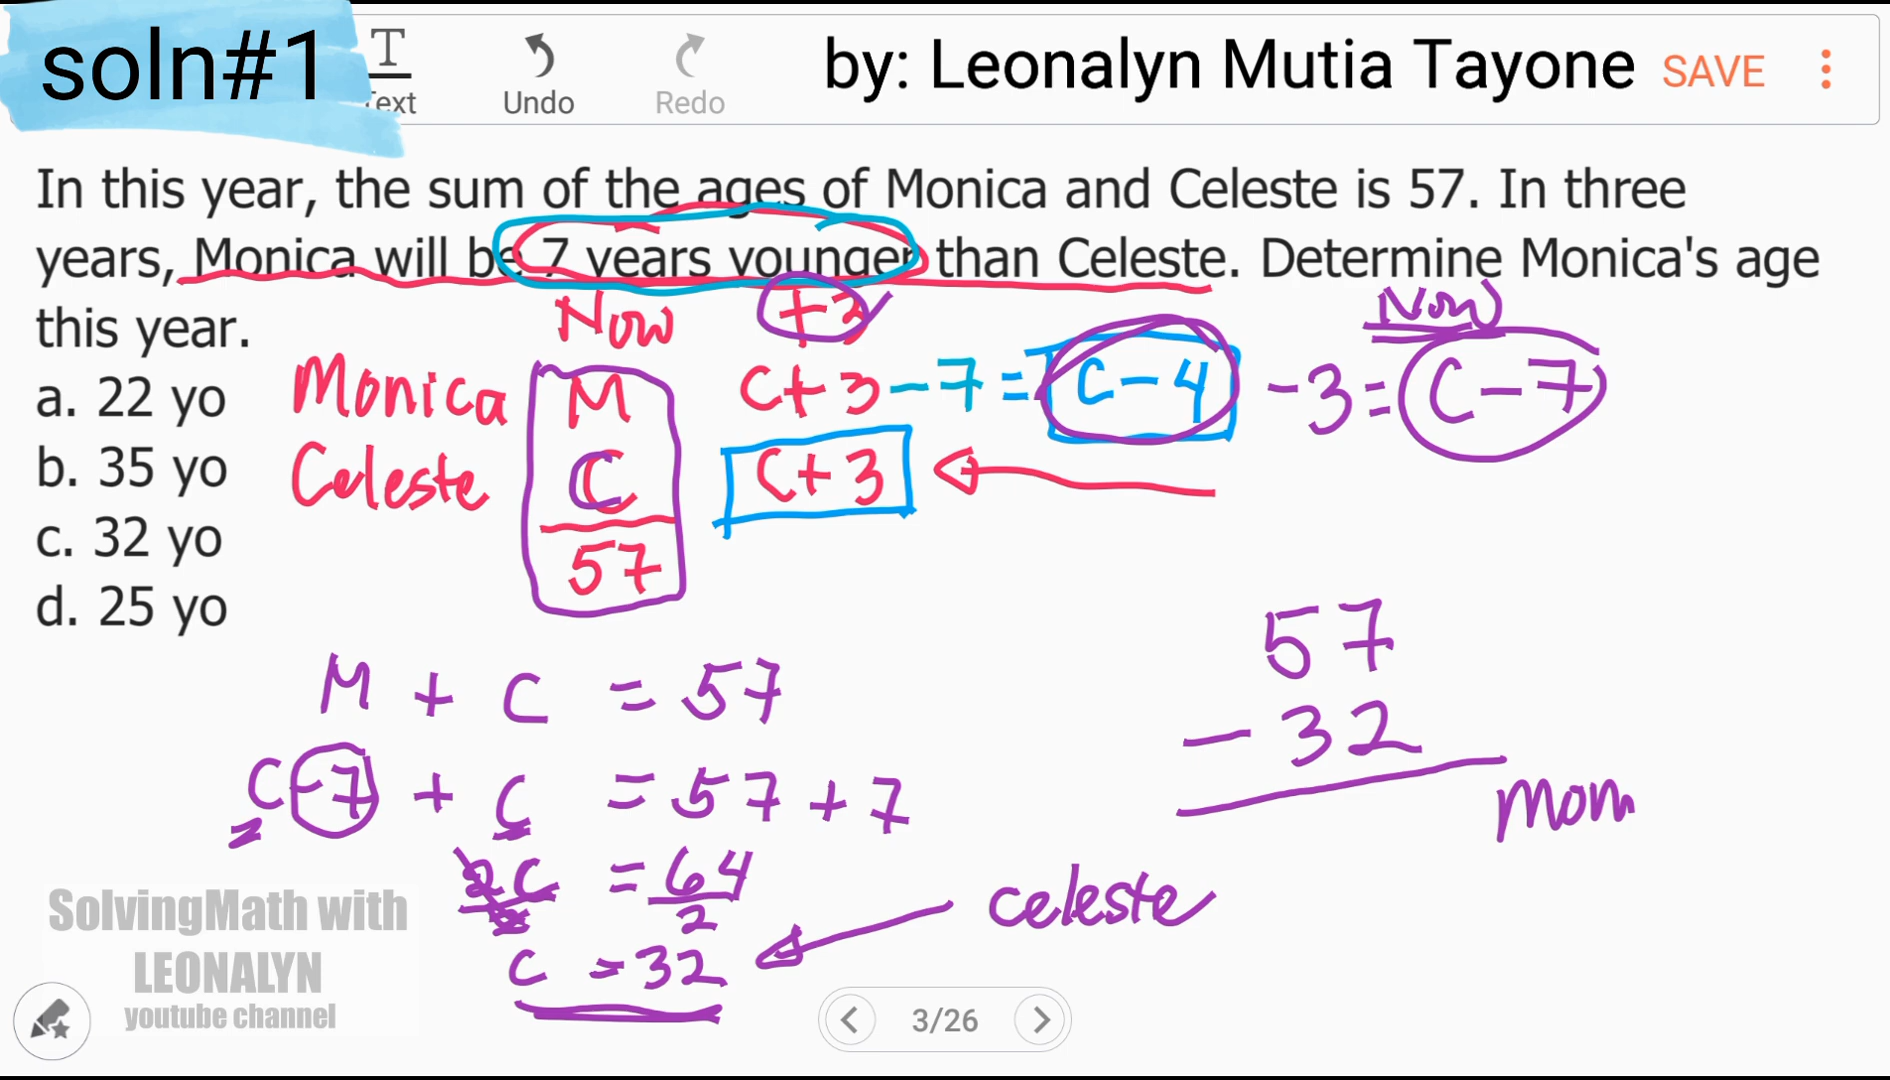 soln#1
Text
Undo
Redo
by: Leonalyn Mutia Tayone
SAVE
In this year, the sum of the ages of Monica and Celeste is 57. In three
years, Monica will be 7 years younger than Celeste. Determine Monica's age
this year.
Now
+3
Now
a. 22 yo
b. 35 yo
c. 32 yo
d. 25 yo
Monica M C+3-7= C-4 -3= C-7
Celeste C C+3
57
M + C = 57
C-7 + C = 57 + 7
2C = 64
2 2
C = 32
celeste
57
- 32
mom
SolvingMath with
LEONALYN
youtube channel
3/26